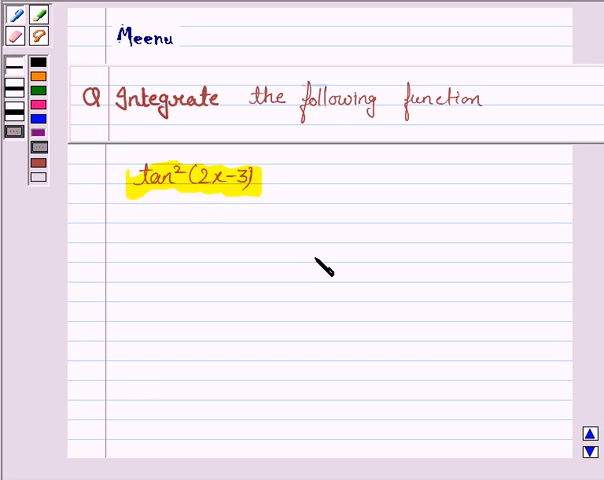 Meenu
Q Integrate the following function
tan² (2x-3)